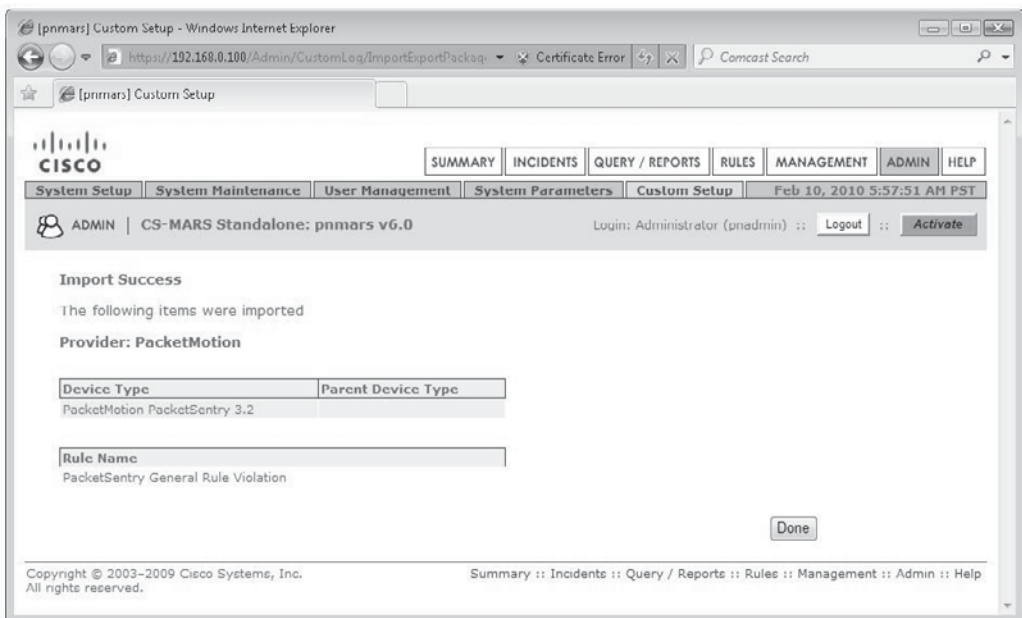 [pnmars] Custom Setup - Windows Internet Explorer
https://192.168.0.100/Admin/CustomLog/ImportExportPackag Certificate Error Comcast Search
[pnmars] Custom Setup
CISCO
SUMMARY INCIDENTS QUERY / REPORTS RULES MANAGEMENT ADMIN HELP
System Setup System Maintenance User Management System Parameters Custom Setup Feb 10, 2010 5:57:51 AM PST
ADMIN | CS-MARS Standalone: pnmars v6.0 Login: Administrator (pnadmin) :: Logout :: Activate
Import Success
The following items were imported
Provider: PacketMotion
Device Type Parent Device Type
PacketMotion PacketSentry 3.2
Rule Name
PacketSentry General Rule Violation
Done
Copyright © 2003-2009 Cisco Systems, Inc. Summary :: Incidents :: Query / Reports :: Rules :: Management :: Admin :: Help
All rights reserved.